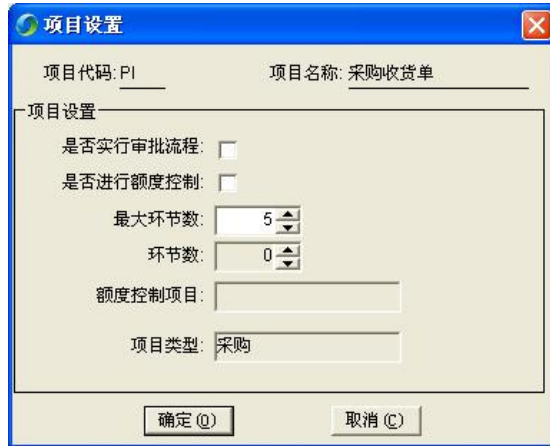 项目设置
项目代码: PI 项目名称: 采购收货单
项目设置
是否实行审批流程:
是否进行额度控制:
最大环节数: 5
环节数: 0
额度控制项目:
项目类型: 采购
确定(O) 取消(C)